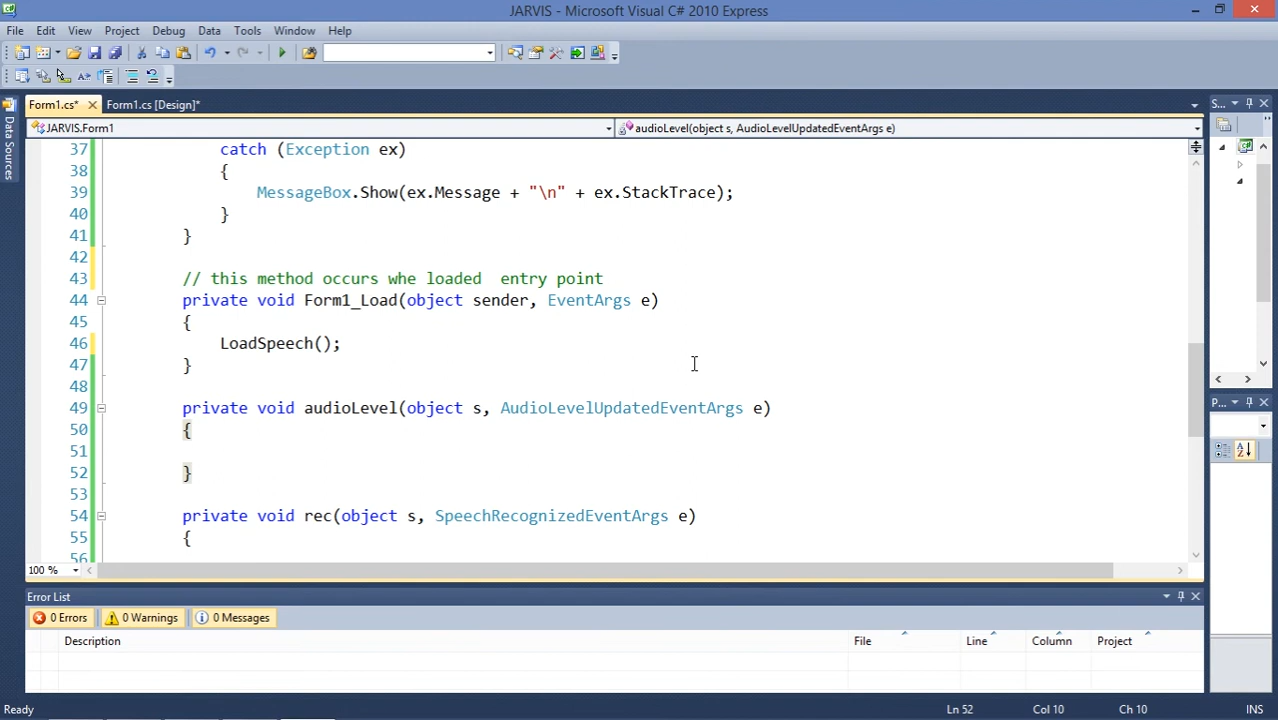 JARVIS - Microsoft Visual C# 2010 Express
File Edit View Project Debug Data Tools Window Help
Form1.cs* Form1.cs [Design]* S...
JARVIS.Form1 audioLevel(object s, AudioLevelUpdatedEventArgs e)
Data Sources
37 catch (Exception ex)
38 {
39 MessageBox.Show(ex.Message + "\n" + ex.StackTrace);
40 }
41 }
42
43 // this method occurs whe loaded  entry point
44 private void Form1_Load(object sender, EventArgs e)
45 {
46 LoadSpeech();
47 }
48
49 private void audioLevel(object s, AudioLevelUpdatedEventArgs e)
50 {
51
52 }
53
54 private void rec(object s, SpeechRecognizedEventArgs e)
55 {
56
100 %
P...
Error List
0 Errors 0 Warnings 0 Messages
Description File Line Column Project
Ready Ln 52 Col 10 Ch 10 INS